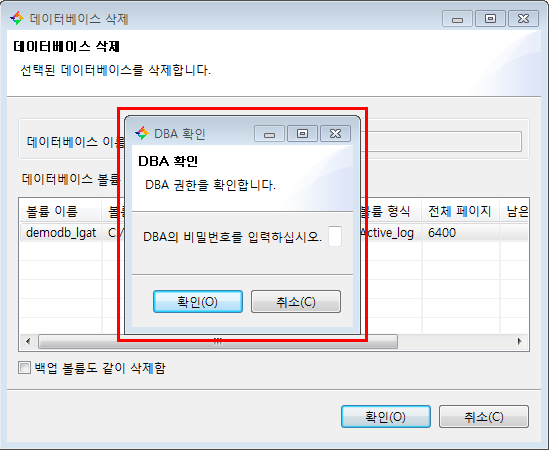 데이터베이스 삭제
데이터베이스 삭제
선택된 데이터베이스를 삭제합니다.
데이터베이스 이름
DBA 확인
DBA 확인
DBA 권한을 확인합니다.
DBA의 비밀번호를 입력하십시오.
확인(O) 취소(C)
데이터베이스 볼륨
볼륨 이름 볼륨 형식 전체 페이지 남은
demodb_lgat C:/ Active_log 6400
백업 볼륨도 같이 삭제함
확인(O) 취소(C)